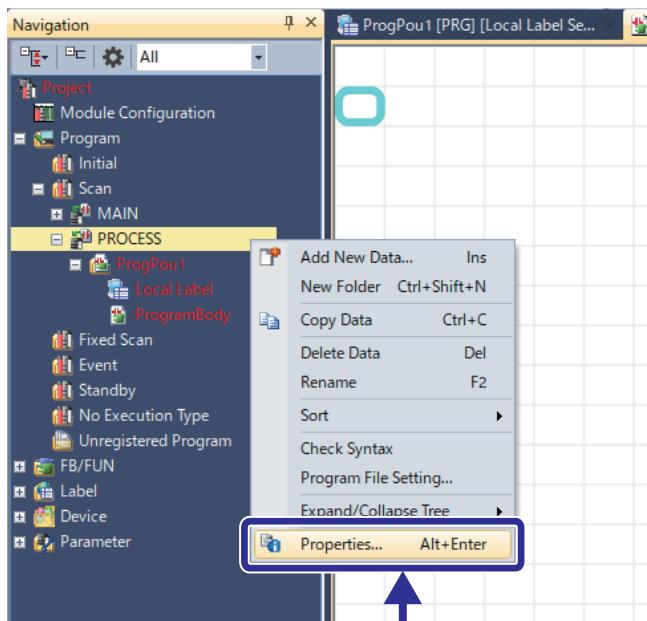 Navigation
ProgPou1 [PRG] [Local Label Se...
All
Project
Module Configuration
Program
Initial
Scan
MAIN
PROCESS
ProgPou1
Local Label
ProgramBody
Fixed Scan
Event
Standby
No Execution Type
Unregistered Program
FB/FUN
Label
Device
Parameter
Add New Data... Ins
New Folder Ctrl+Shift+N
Copy Data Ctrl+C
Delete Data Del
Rename F2
Sort
Check Syntax
Program File Setting...
Expand/Collapse Tree
Properties... Alt+Enter